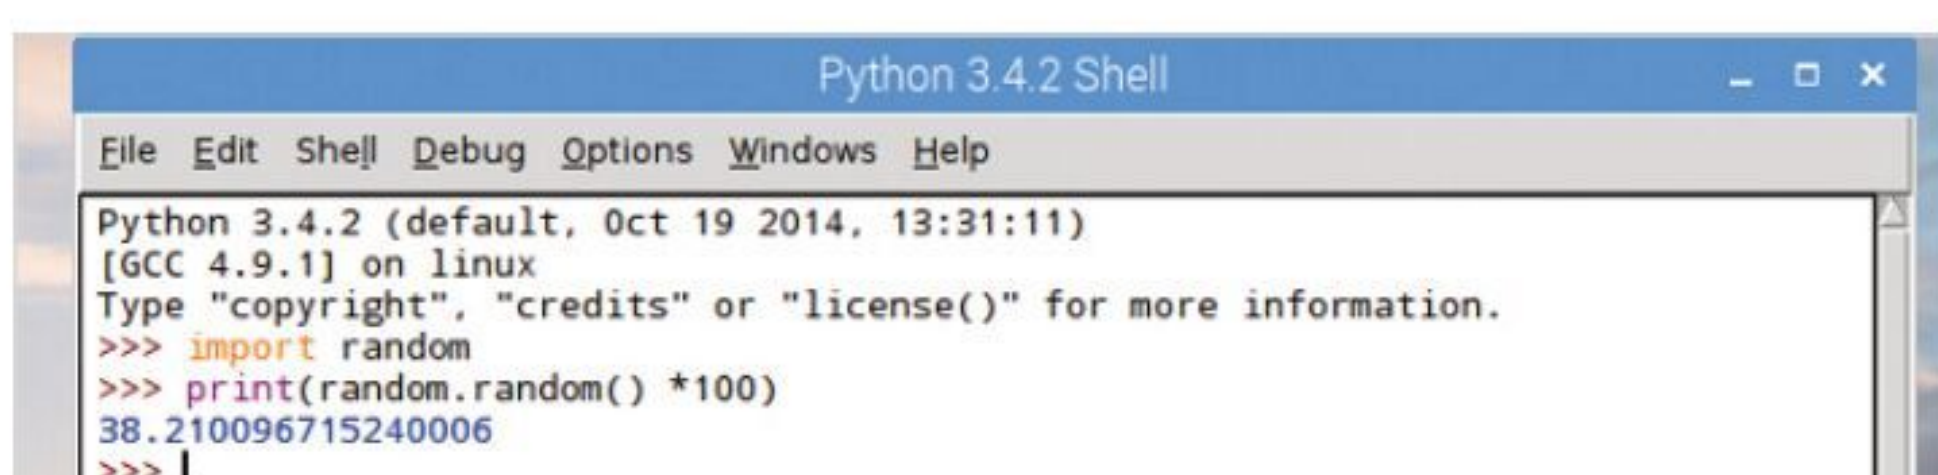 Python 3.4.2 Shell
File Edit Shell Debug Options Windows Help
Python 3.4.2 (default, Oct 19 2014, 13:31:11)
[GCC 4.9.1] on linux
Type "copyright", "credits" or "license()" for more information.
>>> import random
>>> print(random.random() *100)
38.210096715240006
>>>